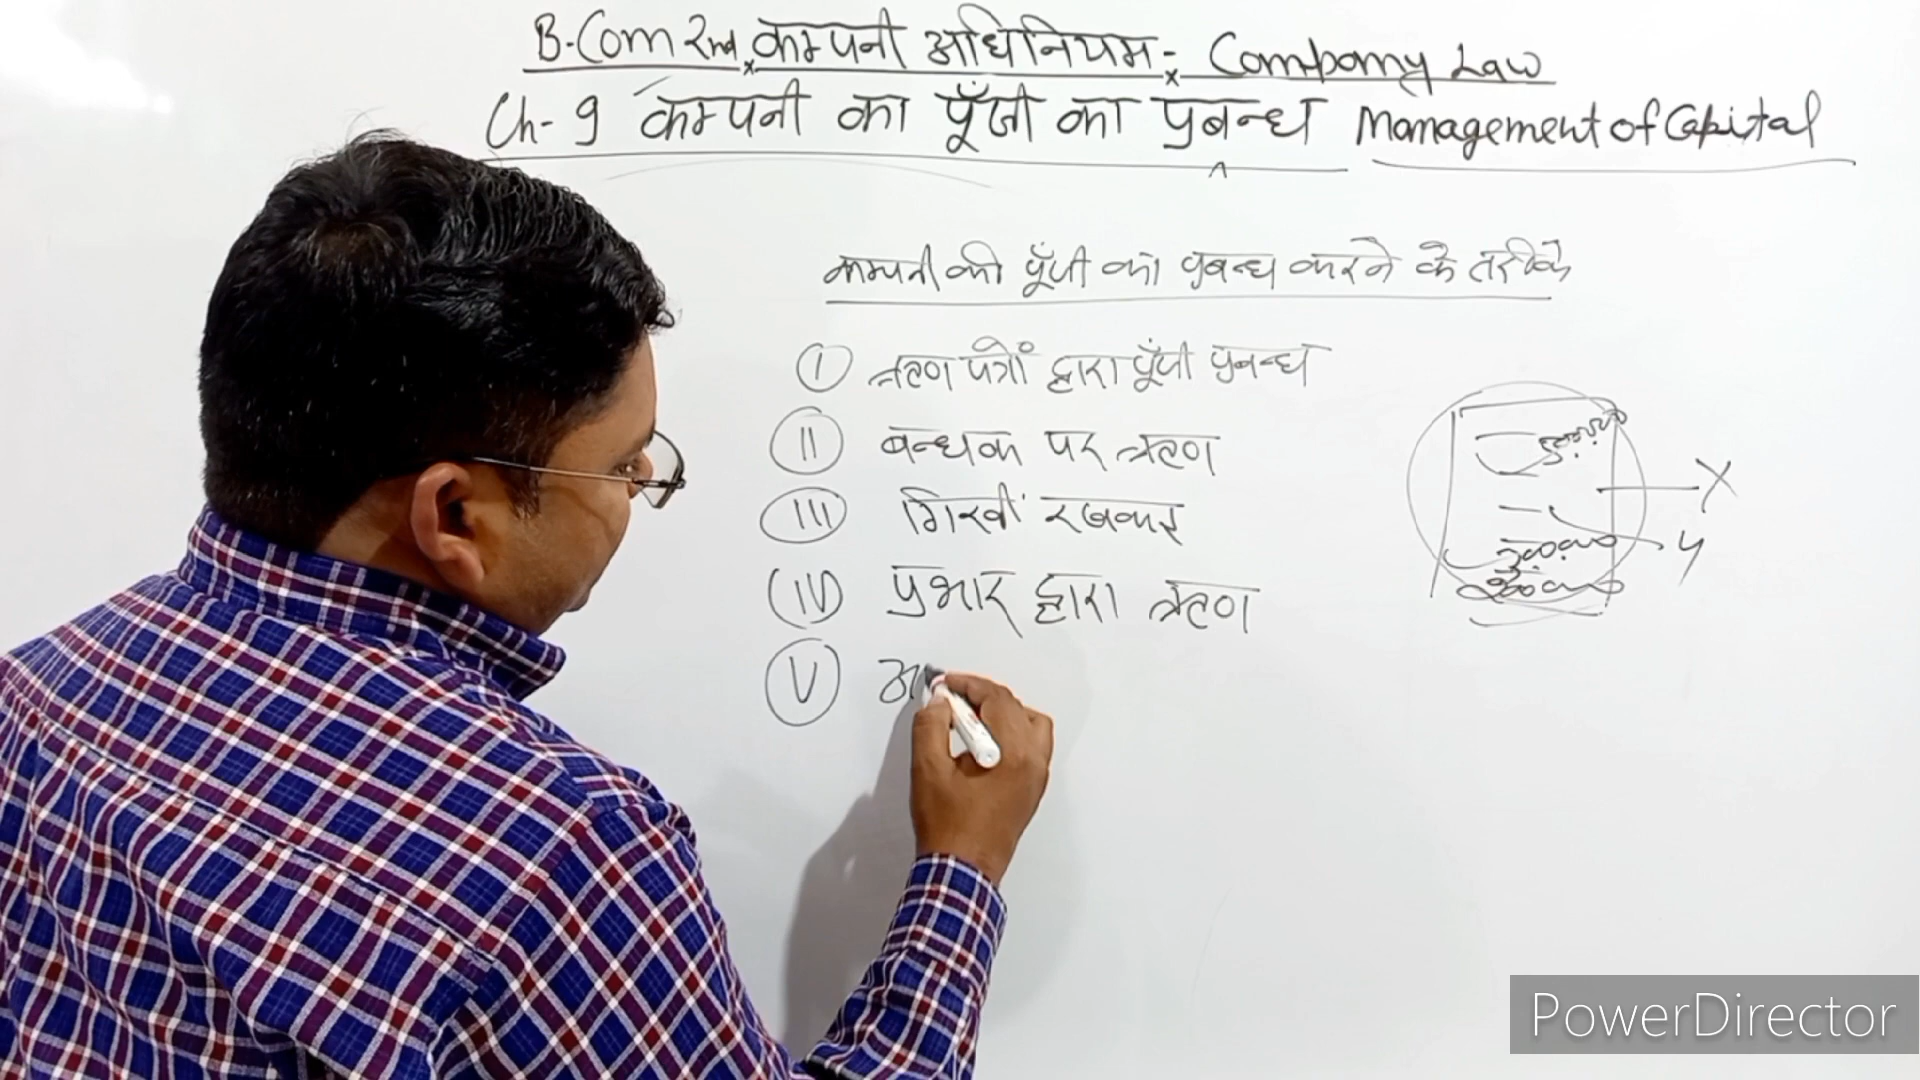 B.Com 2nd कम्पनी अधिनियम:- Company Law
Ch-9 कम्पनी का पूँजी का प्रबन्ध Management of Capital
कम्पनी की पूँजी का प्रबन्ध करने के तरीके
I ऋण पत्रों द्वारा पूँजी प्रबन्ध
II बन्धक पर ऋण
III गिरवीं रखकर
IV प्रभार द्वारा ऋण
V
X
y
PowerDirector